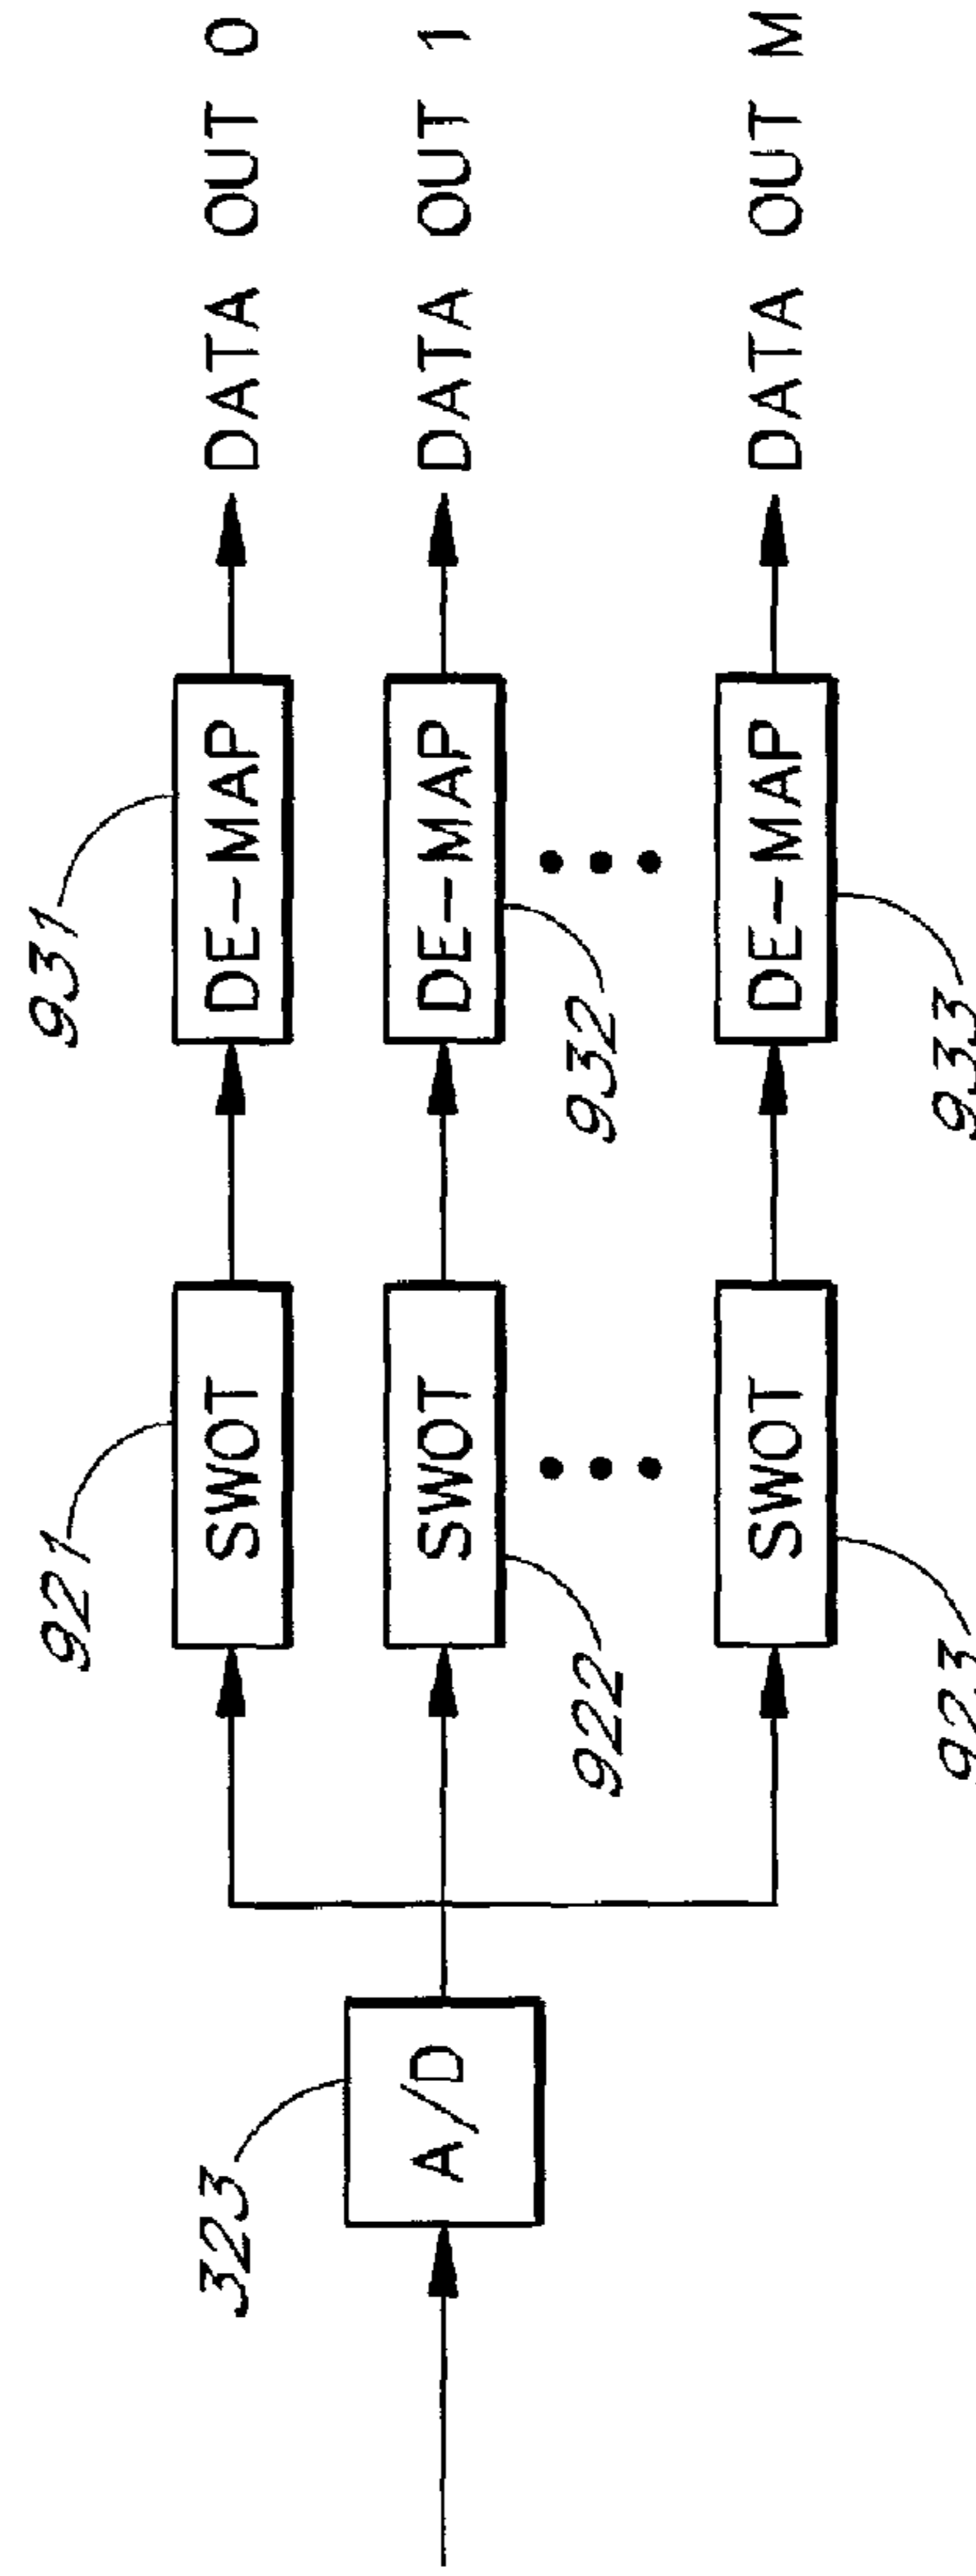 921
931
SWOT
DE-MAP
DATA OUT 0
323
A/D
SWOT
DE-MAP
DATA OUT 1
922
932
SWOT
DE-MAP
DATA OUT M
923
933